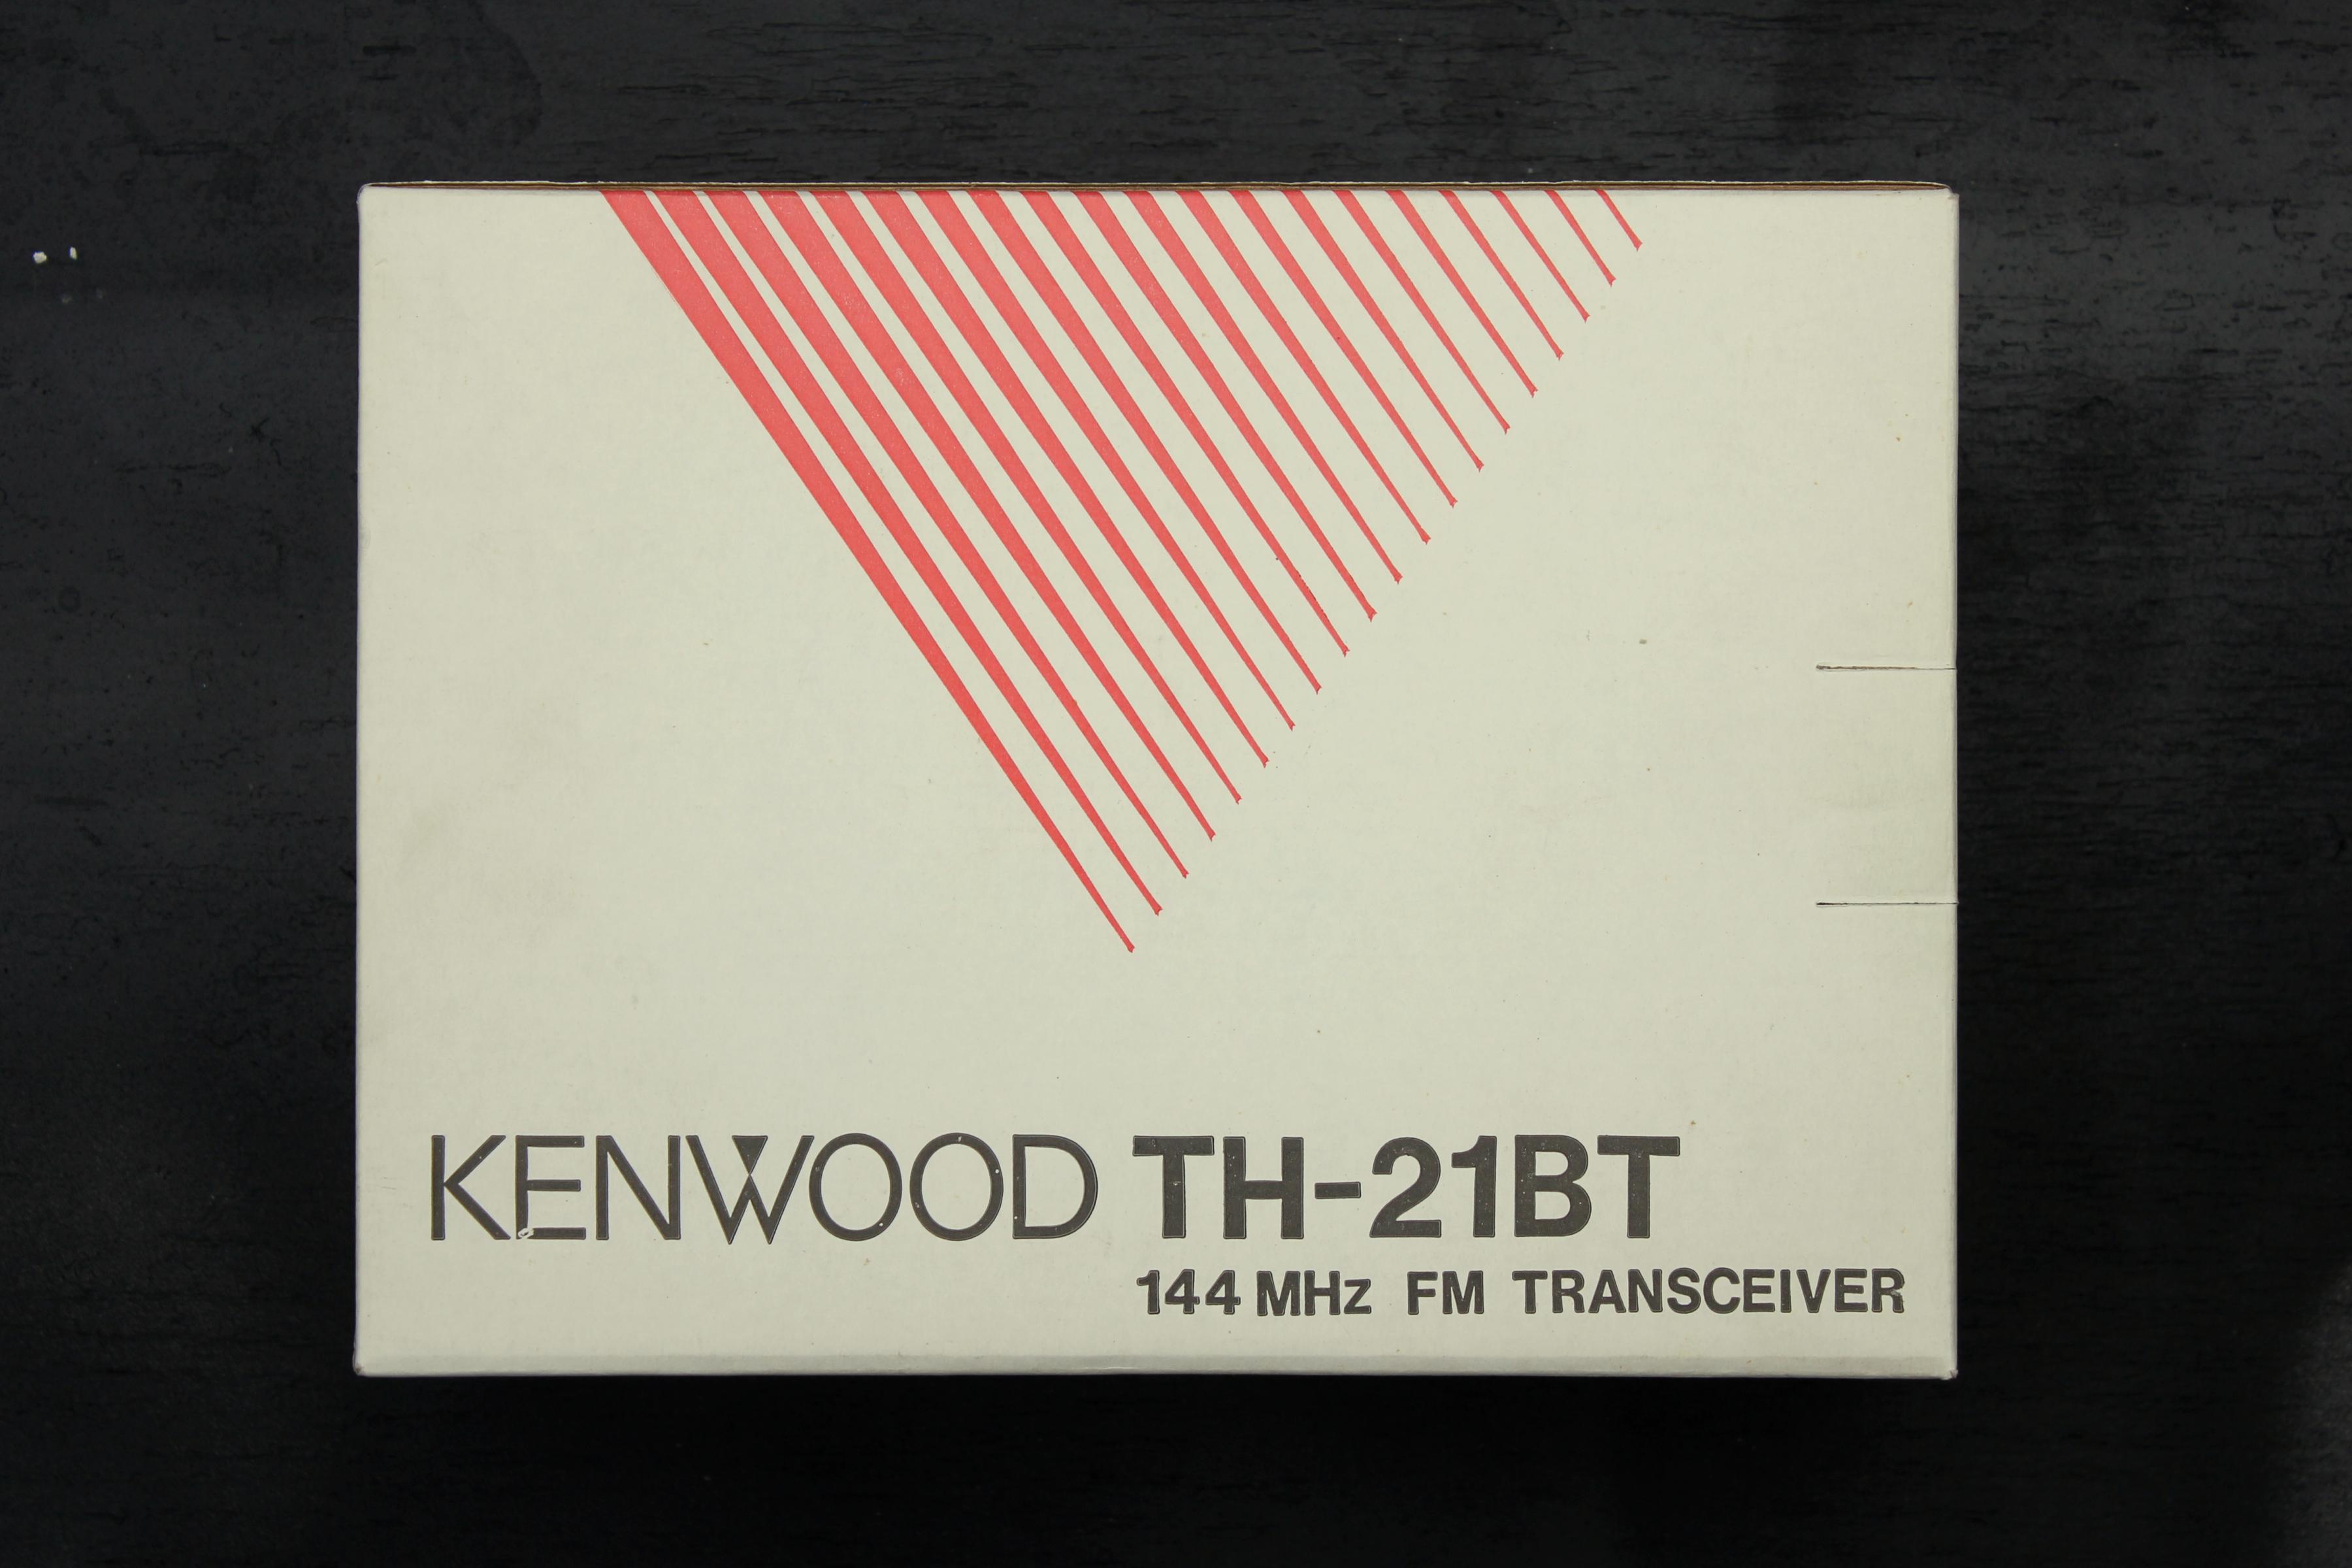 KENWOOD TH-21BT
144 MHz FM TRANSCEIVER